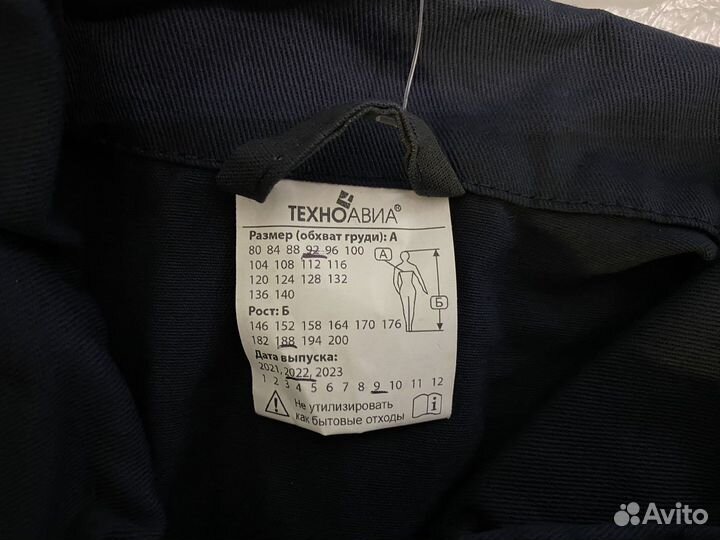 ТЕХНОАВИА®
Размер (обхват груди): А
80 84 88 92 96 100
104 108 112 116
120 124 128 132
136 140
А
Б
Рост: Б
146 152 158 164 170 176
182 188 194 200
Дата выпуска:
2021, 2022, 2023
1 2 3 4 5 6 7 8 9 10 11 12
Не утилизировать
как бытовые отходы
Avito